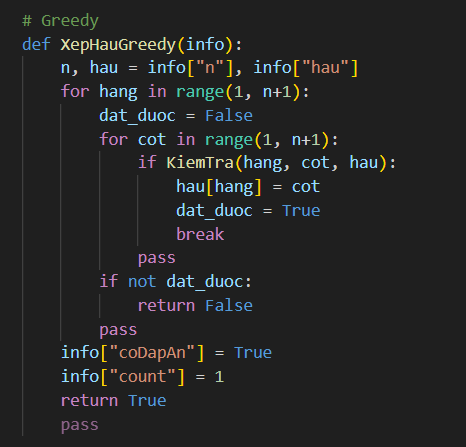 # Greedy
def XepHauGreedy(info):
    n, hau = info["n"], info["hau"]
    for hang in range(1, n+1):
        dat_duoc = False
        for cot in range(1, n+1):
            if KiemTra(hang, cot, hau):
                hau[hang] = cot
                dat_duoc = True
                break
            pass
        if not dat_duoc:
            return False
        pass
    info["coDapAn"] = True
    info["count"] = 1
    return True
    pass